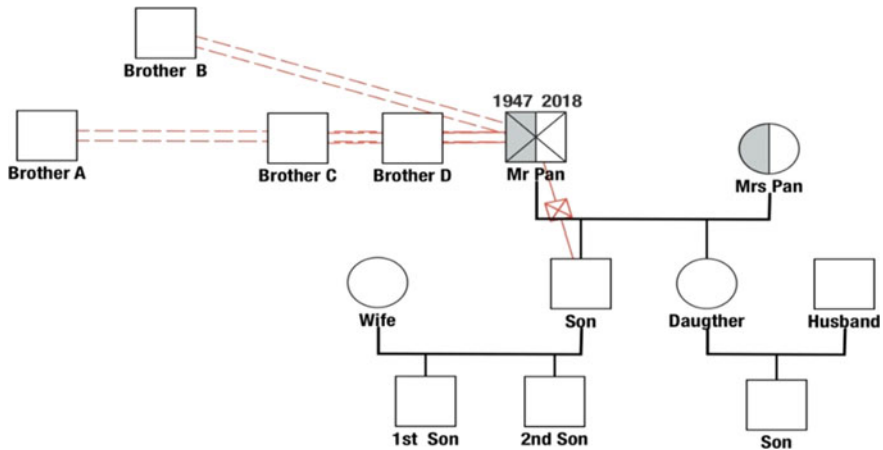 Brother B
1947 2018
Brother A
Brother C
Brother D
Mr Pan
Mrs Pan
Wife
Son
Daugther
Husband
1st Son
2nd Son
Son